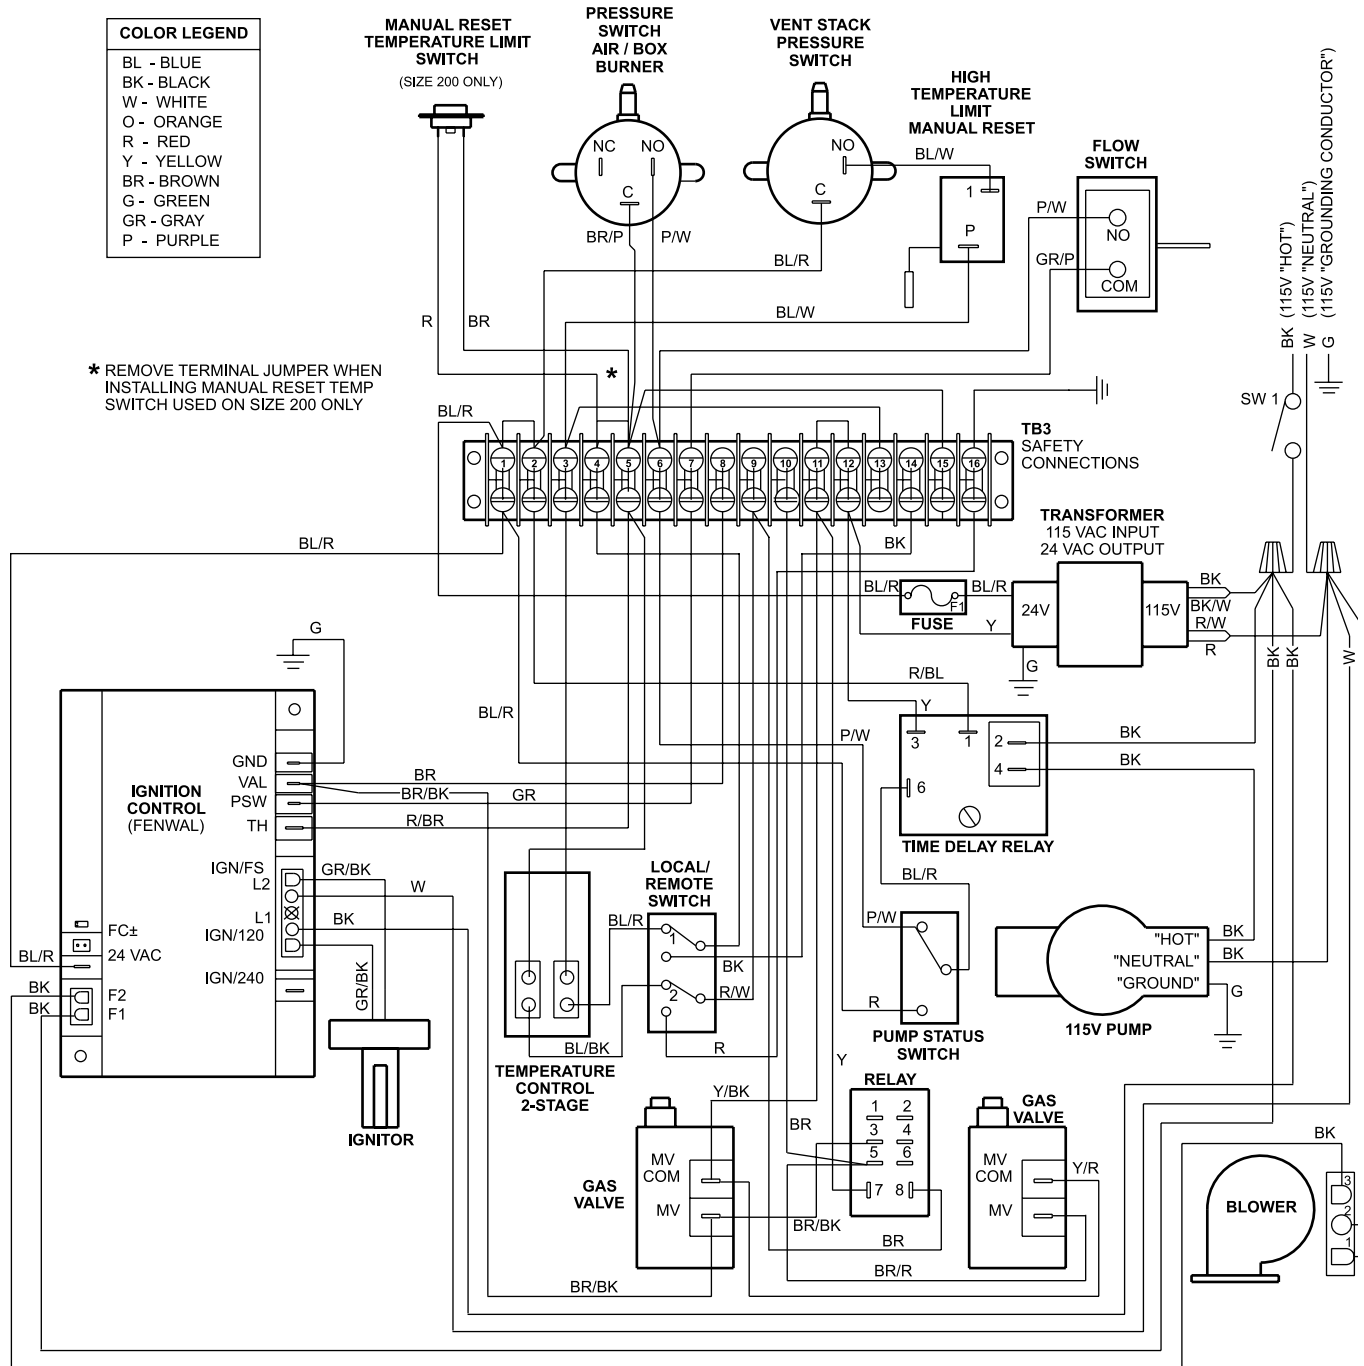 COLOR LEGEND
BL - BLUE
BK - BLACK
W - WHITE
O - ORANGE
R - RED
Y - YELLOW
BR - BROWN
G - GREEN
GR - GRAY
P - PURPLE
MANUAL RESET
TEMPERATURE LIMIT
SWITCH
(SIZE 200 ONLY)
PRESSURE
SWITCH
AIR / BOX
BURNER
NC
NO
C
VENT STACK
PRESSURE
SWITCH
NO
C
HIGH
TEMPERATURE
LIMIT
MANUAL RESET
BL/W
1
P
FLOW
SWITCH
P/W
NO
GR/P
COM
BK (115V "HOT")
W (115V "NEUTRAL")
G (115V "GROUNDING CONDUCTOR")
BR/P
P/W
BL/R
BL/W
R
BR
* REMOVE TERMINAL JUMPER WHEN
INSTALLING MANUAL RESET TEMP
SWITCH USED ON SIZE 200 ONLY
*
SW 1
BL/R
TB3
SAFETY
CONNECTIONS
1 2 3 4 5 6 7 8 9 10 11 12 13 14 15 16
BL/R
BK
TRANSFORMER
115 VAC INPUT
24 VAC OUTPUT
BL/R
F1
BL/R
FUSE
24V
115V
BK
BK/W
R/W
R
Y
G
BK
BK
W
G
R/BL
BL/R
P/W
Y
3
1
2
4
6
BK
BK
TIME DELAY RELAY
IGNITION
CONTROL
(FENWAL)
GND
VAL
PSW
TH
BR
BR/BK
GR
R/BR
IGN/FS
L2
L1
IGN/120
IGN/240
GR/BK
W
BK
FC±
24 VAC
BL/R
BK
F2
BK
F1
GR/BK
IGNITOR
LOCAL/
REMOTE
SWITCH
BL/R
1
BK
R/W
2
BL/BK
R
TEMPERATURE
CONTROL
2-STAGE
BL/R
P/W
R
PUMP STATUS
SWITCH
"HOT"
"NEUTRAL"
"GROUND"
BK
BK
G
115V PUMP
Y
Y/BK
BR
RELAY
1 2
3 4
5 6
7 8
MV
COM
MV
GAS
VALVE
BR/BK
BR
BR/R
BR/BK
GAS
VALVE
MV
COM
MV
Y/R
BK
BLOWER
3
2
1